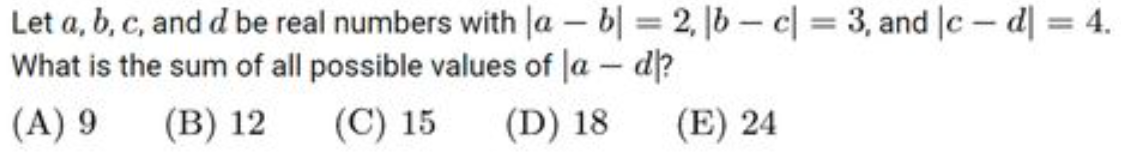 Let a, b, c, and d be real numbers with |a − b| = 2, |b − c| = 3, and |c − d| = 4.
What is the sum of all possible values of |a − d|?
(A) 9 (B) 12 (C) 15 (D) 18 (E) 24